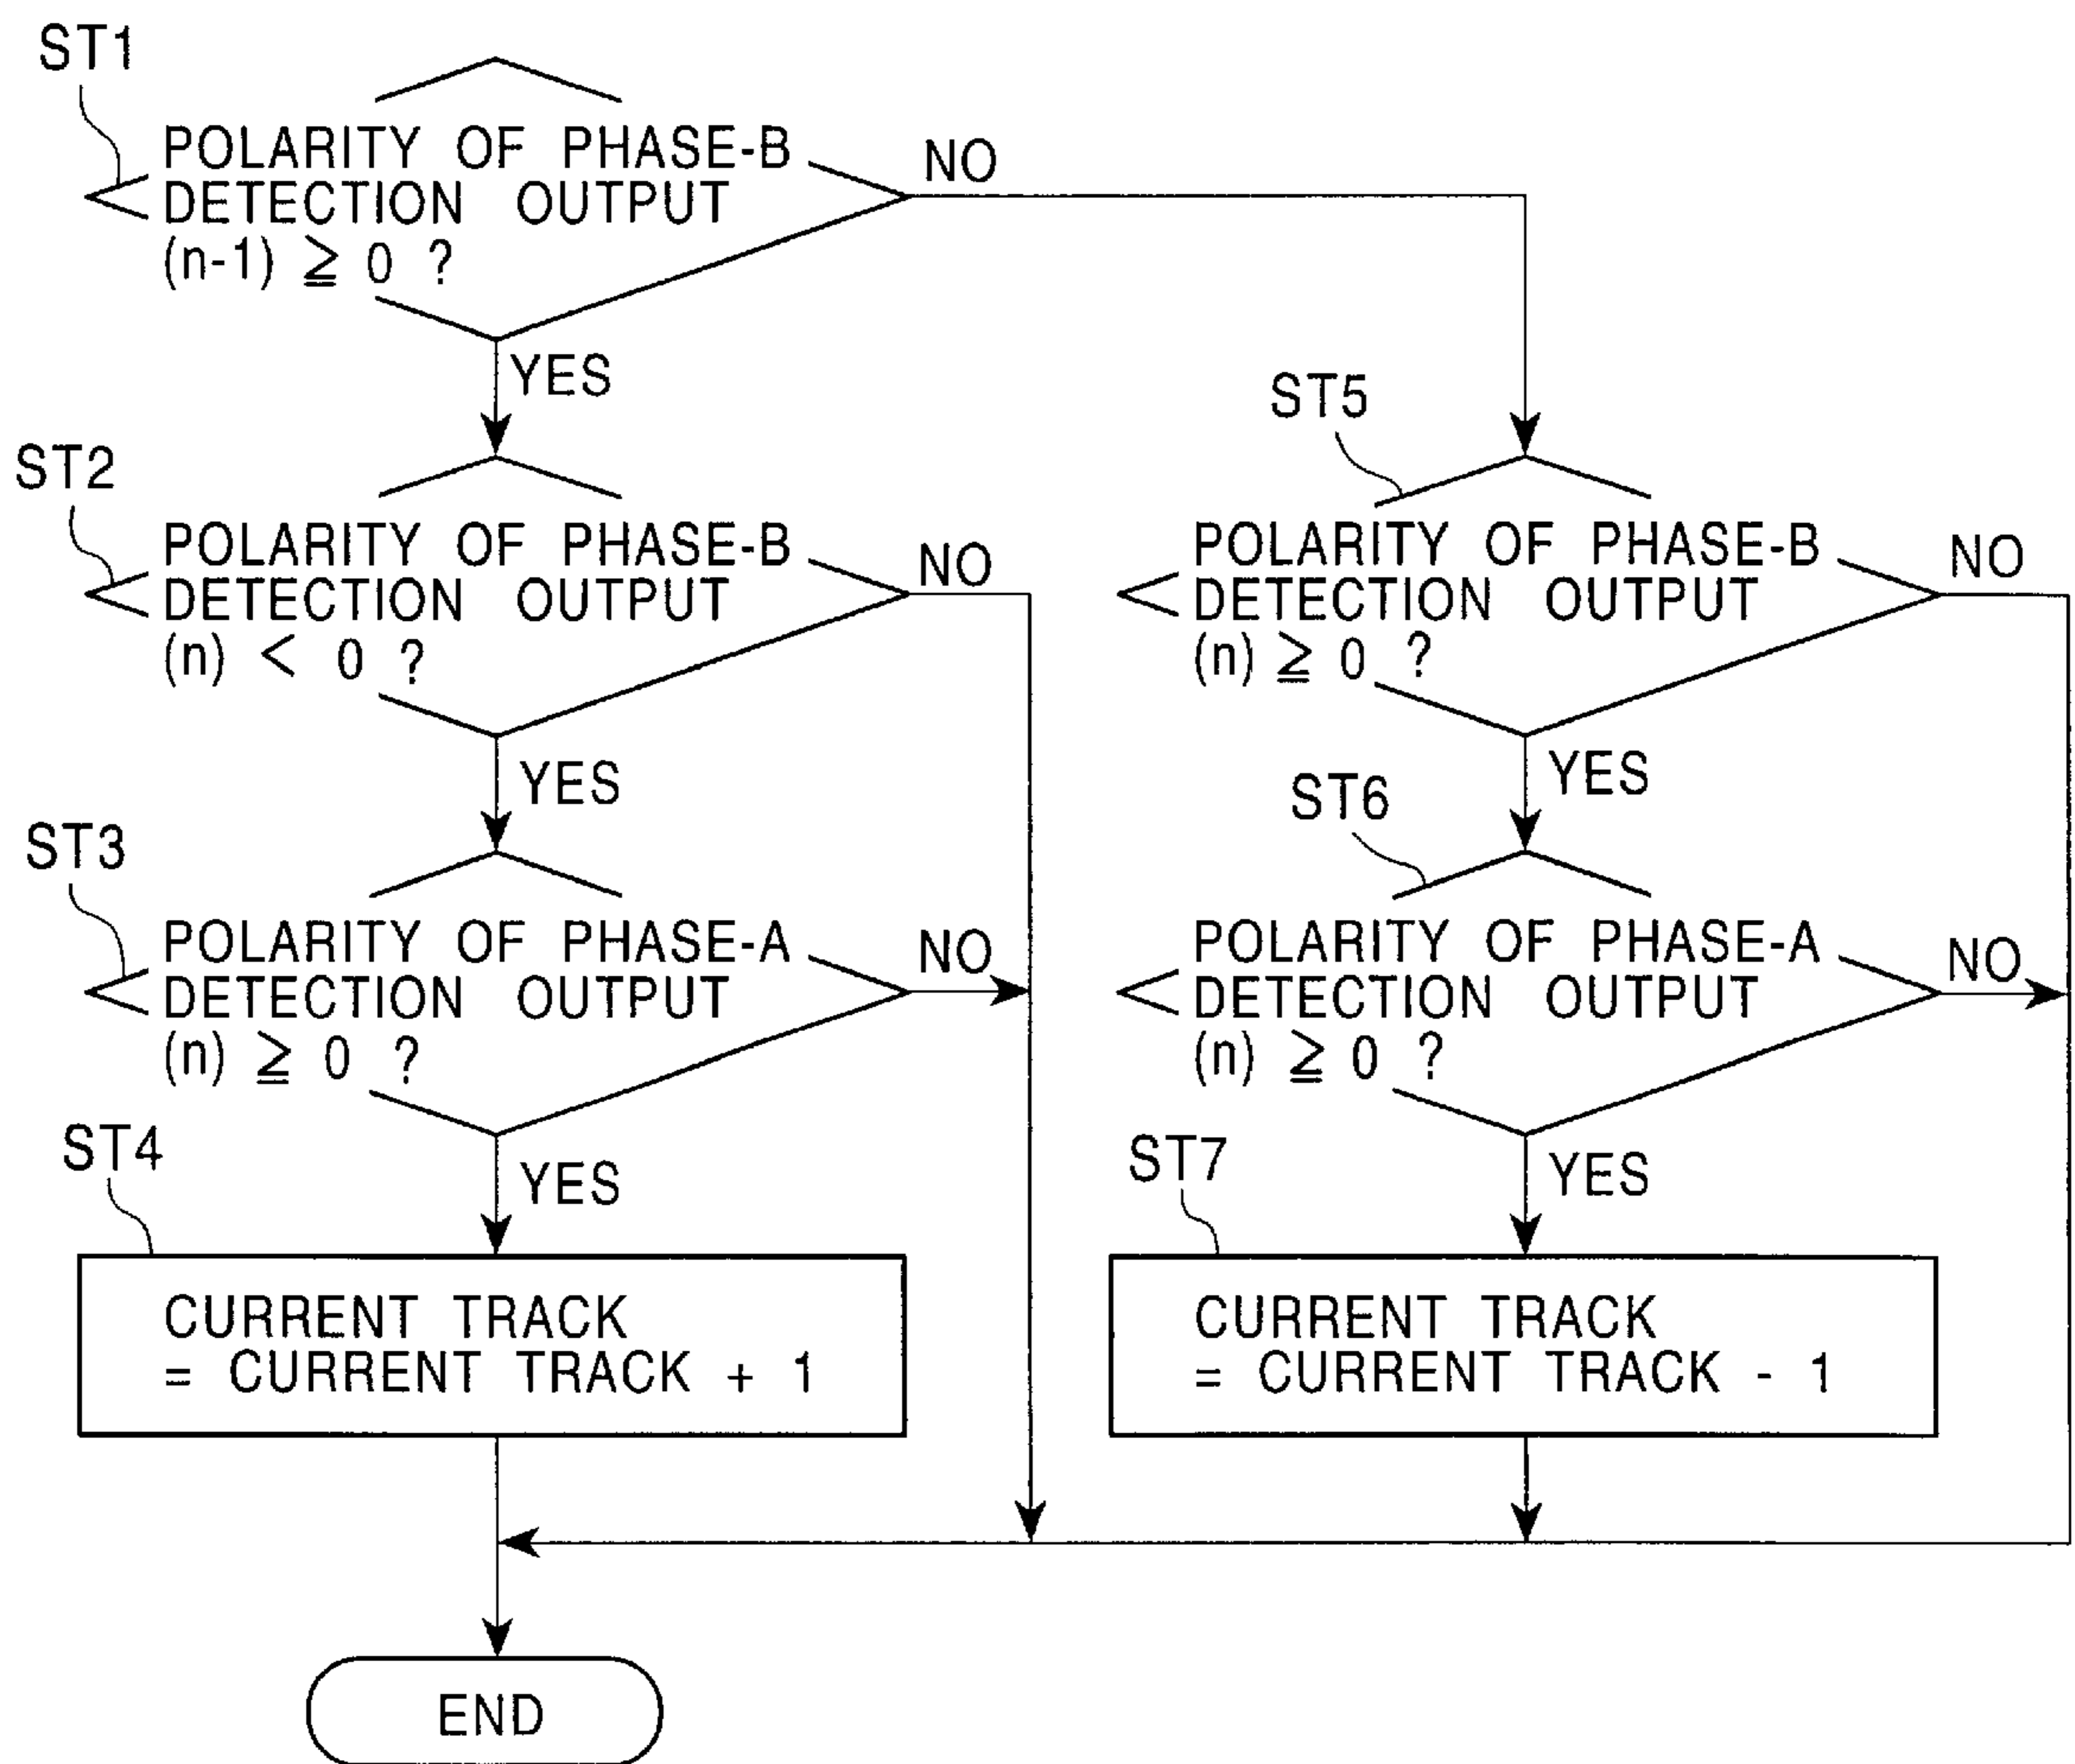 ST1
POLARITY OF PHASE-B
DETECTION OUTPUT
(n-1) ≧ 0 ?
NO
YES
ST2
POLARITY OF PHASE-B
DETECTION OUTPUT
(n) < 0 ?
NO
YES
ST3
POLARITY OF PHASE-A
DETECTION OUTPUT
(n) ≧ 0 ?
NO
YES
ST4
CURRENT TRACK
= CURRENT TRACK + 1
ST5
POLARITY OF PHASE-B
DETECTION OUTPUT
(n) ≧ 0 ?
NO
YES
ST6
POLARITY OF PHASE-A
DETECTION OUTPUT
(n) ≧ 0 ?
NO
YES
ST7
CURRENT TRACK
= CURRENT TRACK - 1
END